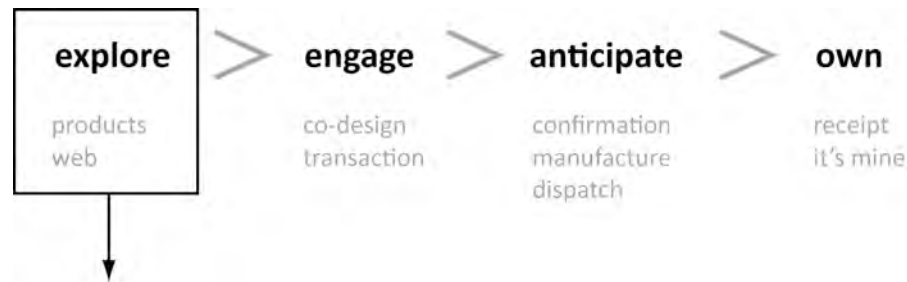 explore > engage > anticipate > own
products co-design confirmation receipt
web transaction manufacture it's mine
dispatch